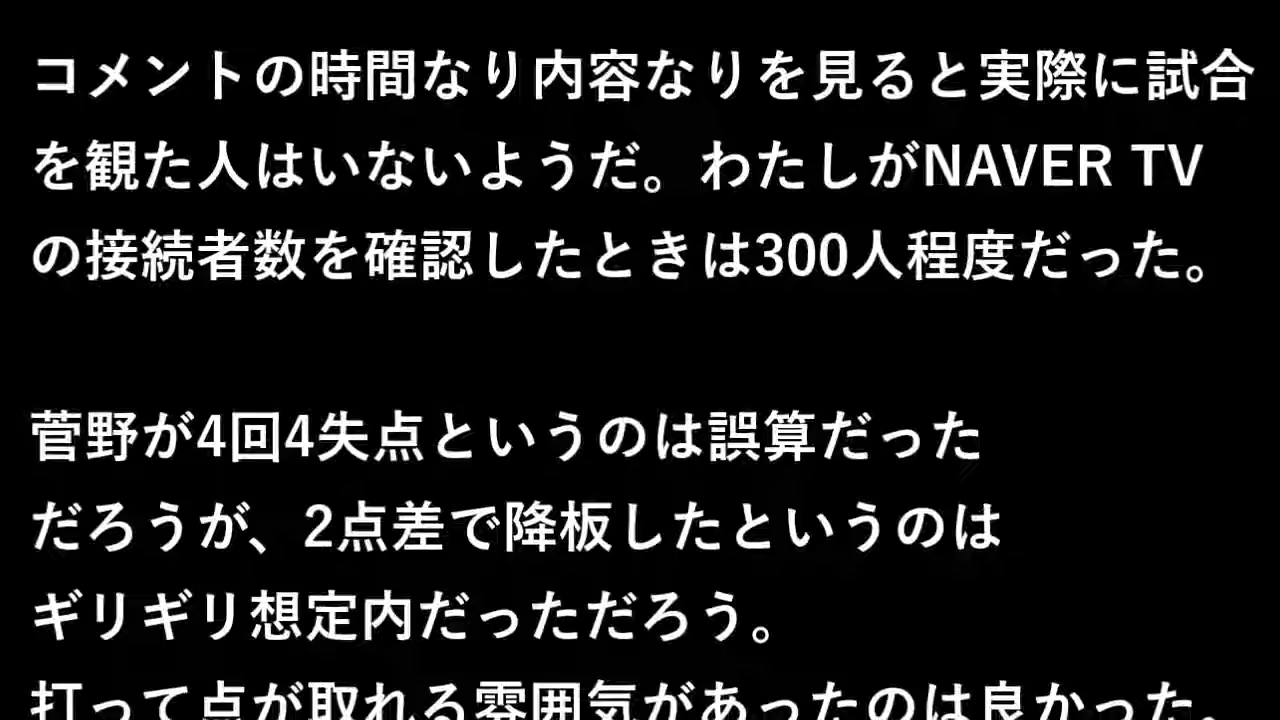 コメントの時間なり内容なりを見ると実際に試合
を観た人はいないようだ。わたしがNAVER TV
の接続者数を確認したときは300人程度だった。
菅野が4回4失点というのは誤算だった
だろうが、2点差で降板したというのは
ギリギリ想定内だっただろう。
打って点が取れる雰囲気があったのは良かった